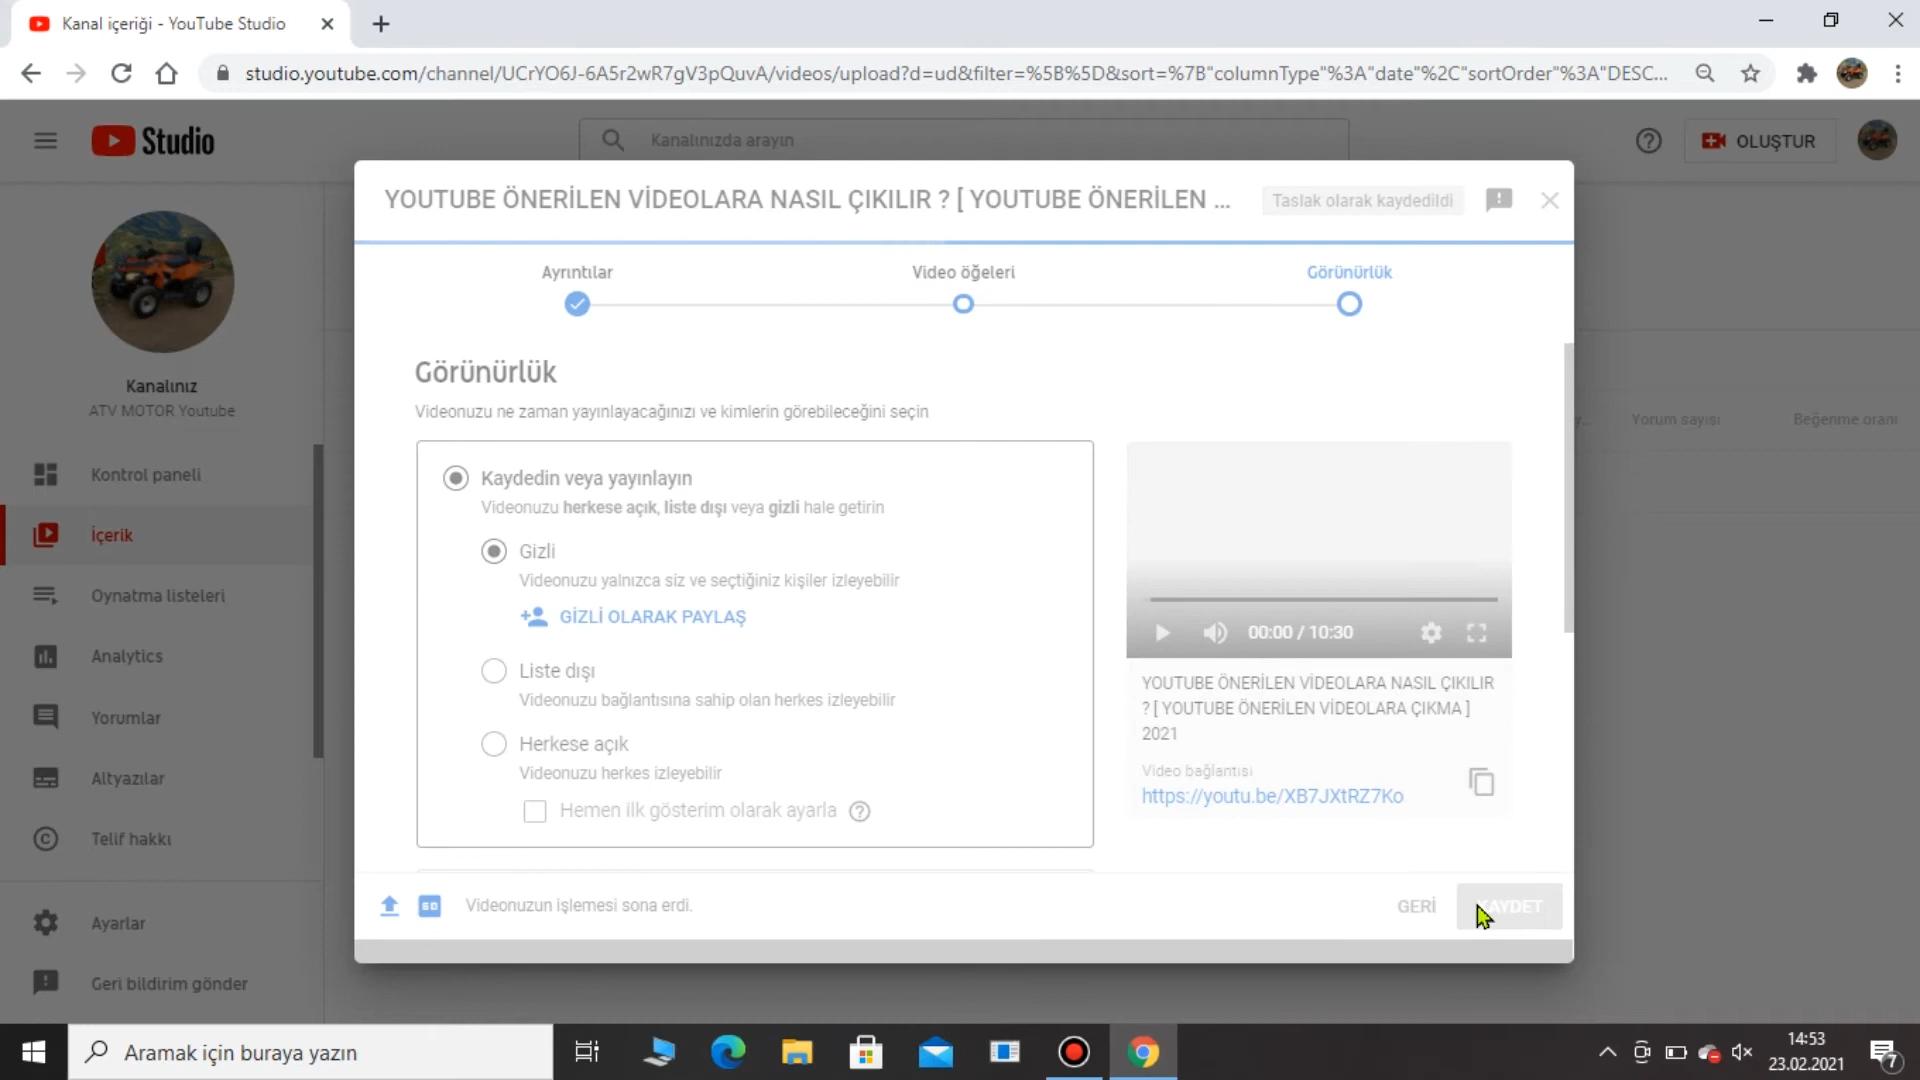 Kanal içeriği - YouTube Studio
studio.youtube.com/channel/UCrYO6J-6A5r2wR7gV3pQuvA/videos/upload?d=ud&filter=%5B%5D&sort=%7B"columnType"%3A"date"%2C"sortOrder"%3A"DESC...
Studio
Kanalınızda arayın
OLUŞTUR
YOUTUBE ÖNERİLEN VİDEOLARA NASIL ÇIKILIR ? [ YOUTUBE ÖNERİLEN ...
Taslak olarak kaydedildi
Ayrıntılar
Video öğeleri
Görünürlük
Kanalınız
ATV MOTOR Youtube
Kontrol paneli
İçerik
Oynatma listeleri
Analytics
Yorumlar
Altyazılar
Telif hakkı
Ayarlar
Geri bildirim gönder
Görünürlük
Videonuzu ne zaman yayınlayacağınızı ve kimlerin görebileceğini seçin
Kaydedin veya yayınlayın
Videonuzu herkese açık, liste dışı veya gizli hale getirin
Gizli
Videonuzu yalnızca siz ve seçtiğiniz kişiler izleyebilir
GİZLİ OLARAK PAYLAŞ
Liste dışı
Videonuzu bağlantısına sahip olan herkes izleyebilir
Herkese açık
Videonuzu herkes izleyebilir
Hemen ilk gösterim olarak ayarla
00:00 / 10:30
YOUTUBE ÖNERİLEN VİDEOLARA NASIL ÇIKILIR
? [ YOUTUBE ÖNERİLEN VİDEOLARA ÇIKMA ]
2021
Video bağlantısı
https://youtu.be/XB7JXtRZ7Ko
Yorum sayısı
Beğenme oranı
SD
Videonuzun işlemesi sona erdi.
GERİ
KAYDET
Aramak için buraya yazın
14:53
23.02.2021
7